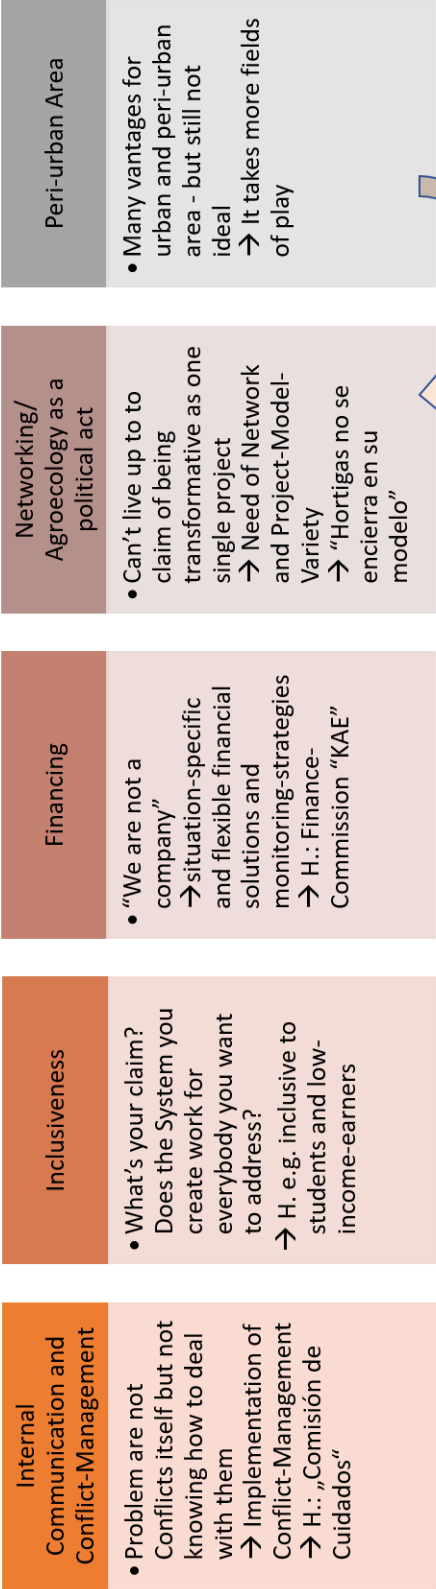 Internal
Communication and
Conflict-Management
• Problem are not
Conflicts itself but not
knowing how to deal
with them
→ Implementation of
Conflict-Management
→ H.: „Comisión de
Cuidados“
Inclusiveness
• What's your claim?
Does the System you
create work for
everybody you want
to address?
→ H. e.g. inclusive to
students and low-
income-earners
Financing
• “We are not a
company”
→situation-specific
and flexible financial
solutions and
monitoring-strategies
→ H.: Finance-
Commission “KAE”
Networking/
Agroecology as a
political act
• Can't live up to to
claim of being
transformative as one
single project
→ Need of Network
and Project-Model-
Variety
→ “Hortigas no se
encierra en su
modelo”
Peri-urban Area
• Many vantages for
urban and peri-urban
area - but still not
ideal
→ It takes more fields
of play